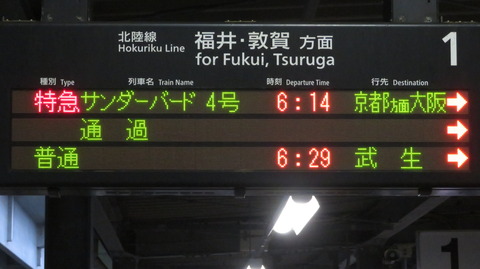 北陸線 福井・敦賀 方面 1
Hokuriku Line for Fukui, Tsuruga
種別 Type 列車名 Train Name 時刻 Departure Time 行先 Destination
特急 サンダーバード 4号 6:14 京都方面大阪 →
通過 →
普通 6:29 武生 →
1